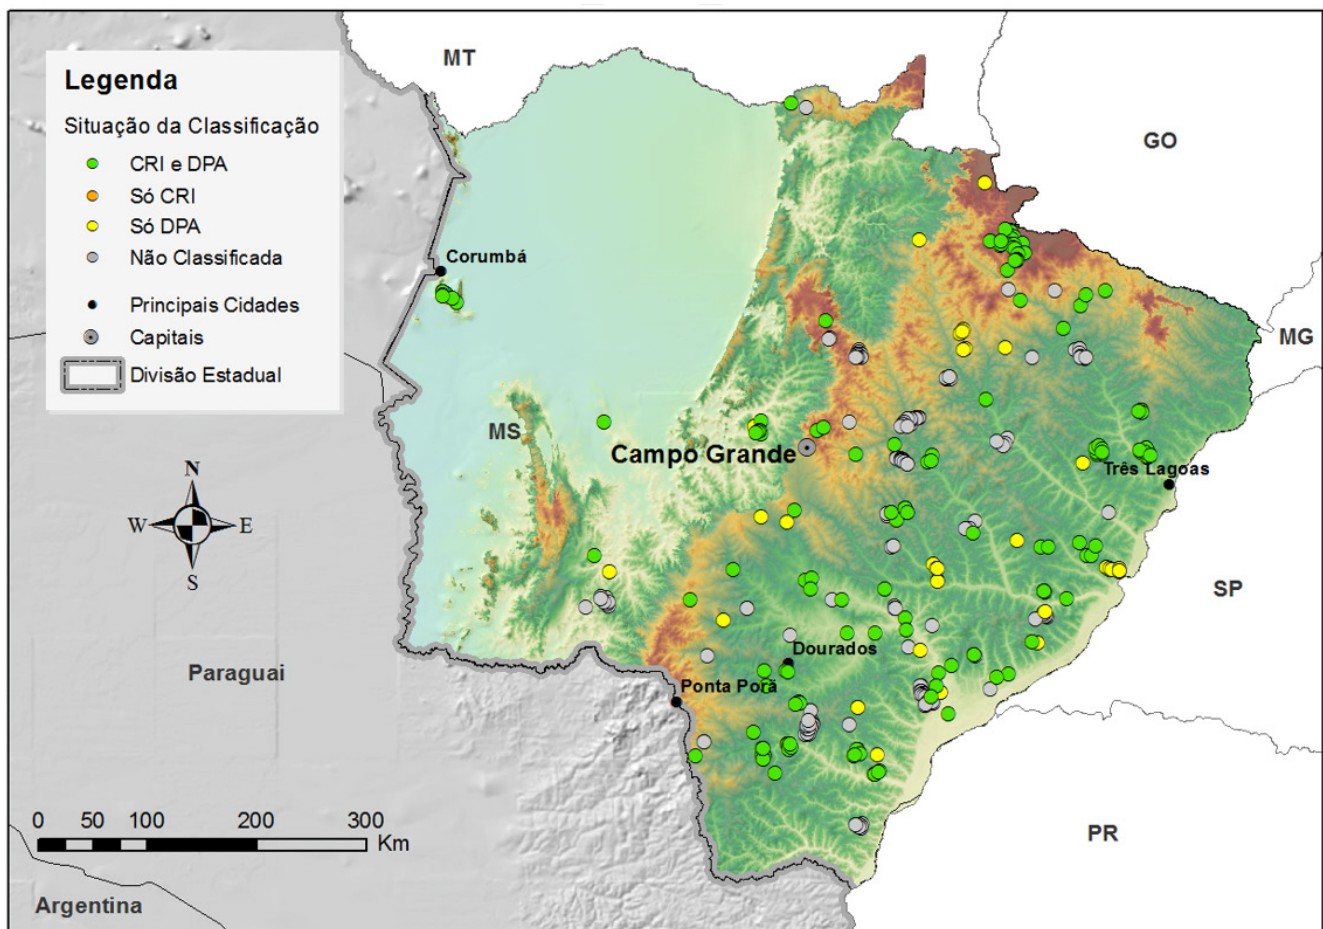 MT
Legenda
Situação da Classificação
CRI e DPA
Só CRI
Só DPA
Não Classificada
Principais Cidades
Capitais
Divisão Estadual
GO
Corumbá
MG
MS
Campo Grande
Três Lagoas
N
W
E
S
SP
Paraguai
Dourados
Ponta Porã
0 50 100 200 300
Km
PR
Argentina